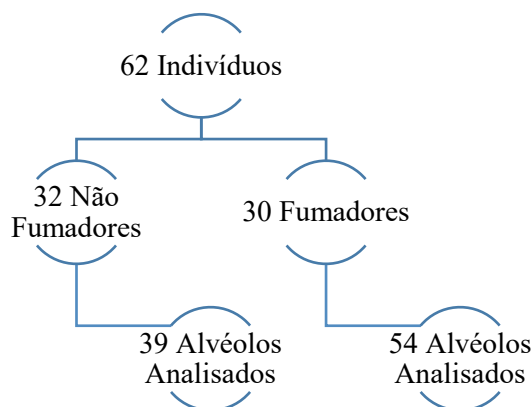 62 Indivíduos
32 Não
Fumadores
30 Fumadores
39 Alvéolos
Analisados
54 Alvéolos
Analisados